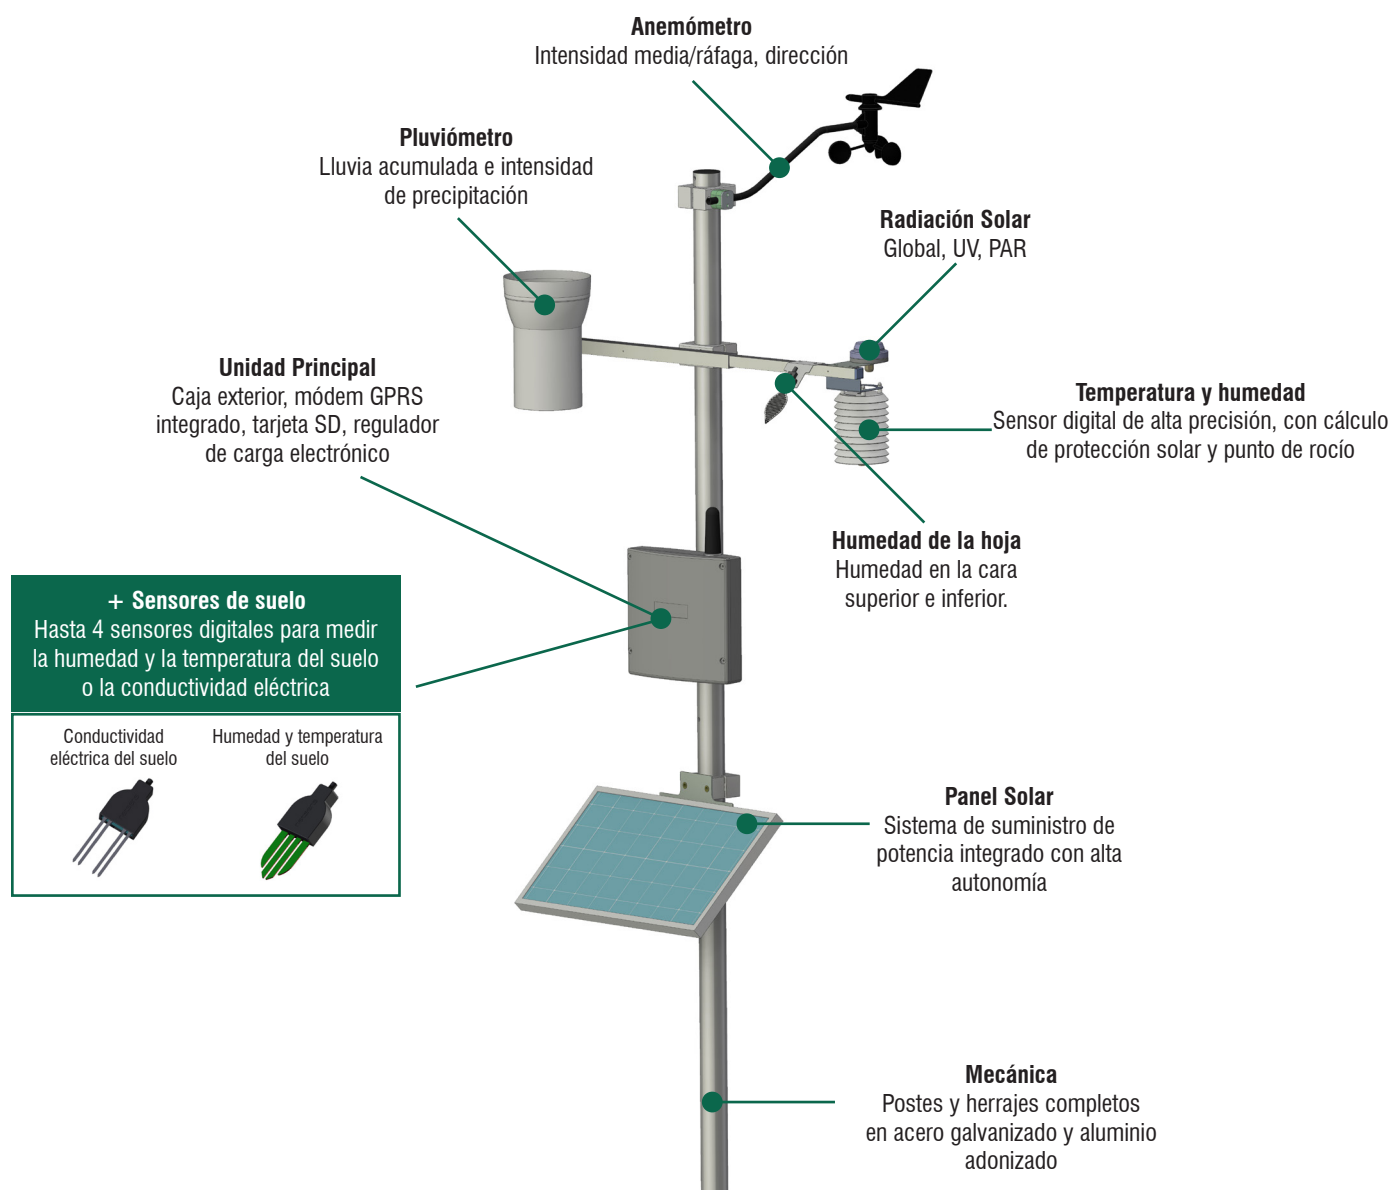 Anemómetro
Intensidad media/ráfaga, dirección
Pluviómetro
Lluvia acumulada e intensidad
de precipitación
Radiación Solar
Global, UV, PAR
Unidad Principal
Caja exterior, módem GPRS
integrado, tarjeta SD, regulador
de carga electrónico
Temperatura y humedad
Sensor digital de alta precisión, con cálculo
de protección solar y punto de rocío
Humedad de la hoja
Humedad en la cara
superior e inferior.
+ Sensores de suelo
Hasta 4 sensores digitales para medir
la humedad y la temperatura del suelo
o la conductividad eléctrica
Conductividad
eléctrica del suelo
Humedad y temperatura
del suelo
Panel Solar
Sistema de suministro de
potencia integrado con alta
autonomía
Mecánica
Postes y herrajes completos
en acero galvanizado y aluminio
adonizado